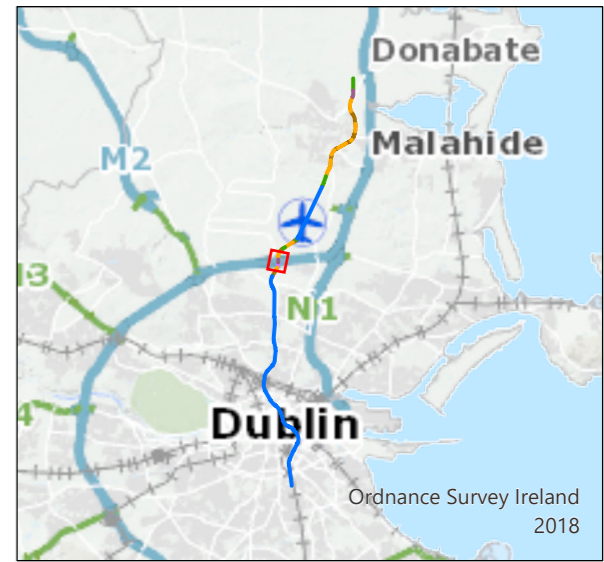 Donabate
Malahide
M2
N1
Dublin
Ordnance Survey Ireland
2018